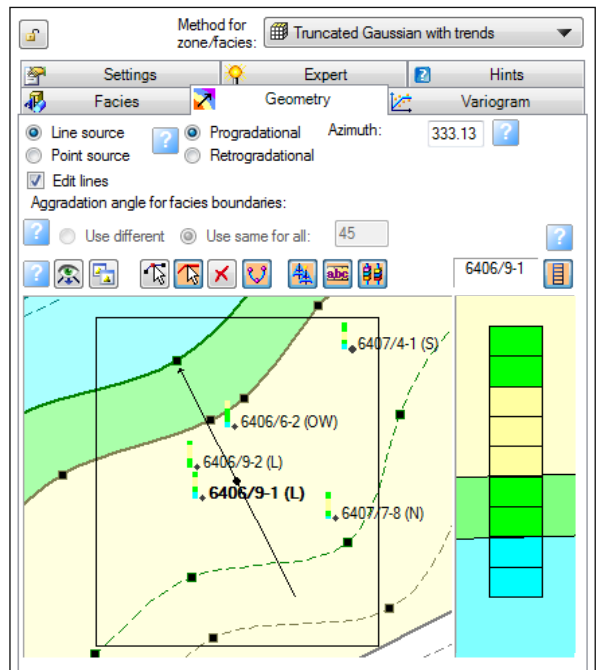 Method for
zone/facies:
Truncated Gaussian with trends
Settings
Expert
Hints
Facies
Geometry
Variogram
Line source
Progradational
Azimuth:
333.13
Point source
Retrogradational
Edit lines
Aggradation angle for facies boundaries:
Use different
Use same for all:
45
abc
6406/9-1
6407/4-1 (S)
6406/6-2 (OW)
6406/9-2 (L)
6406/9-1 (L)
6407/7-8 (N)